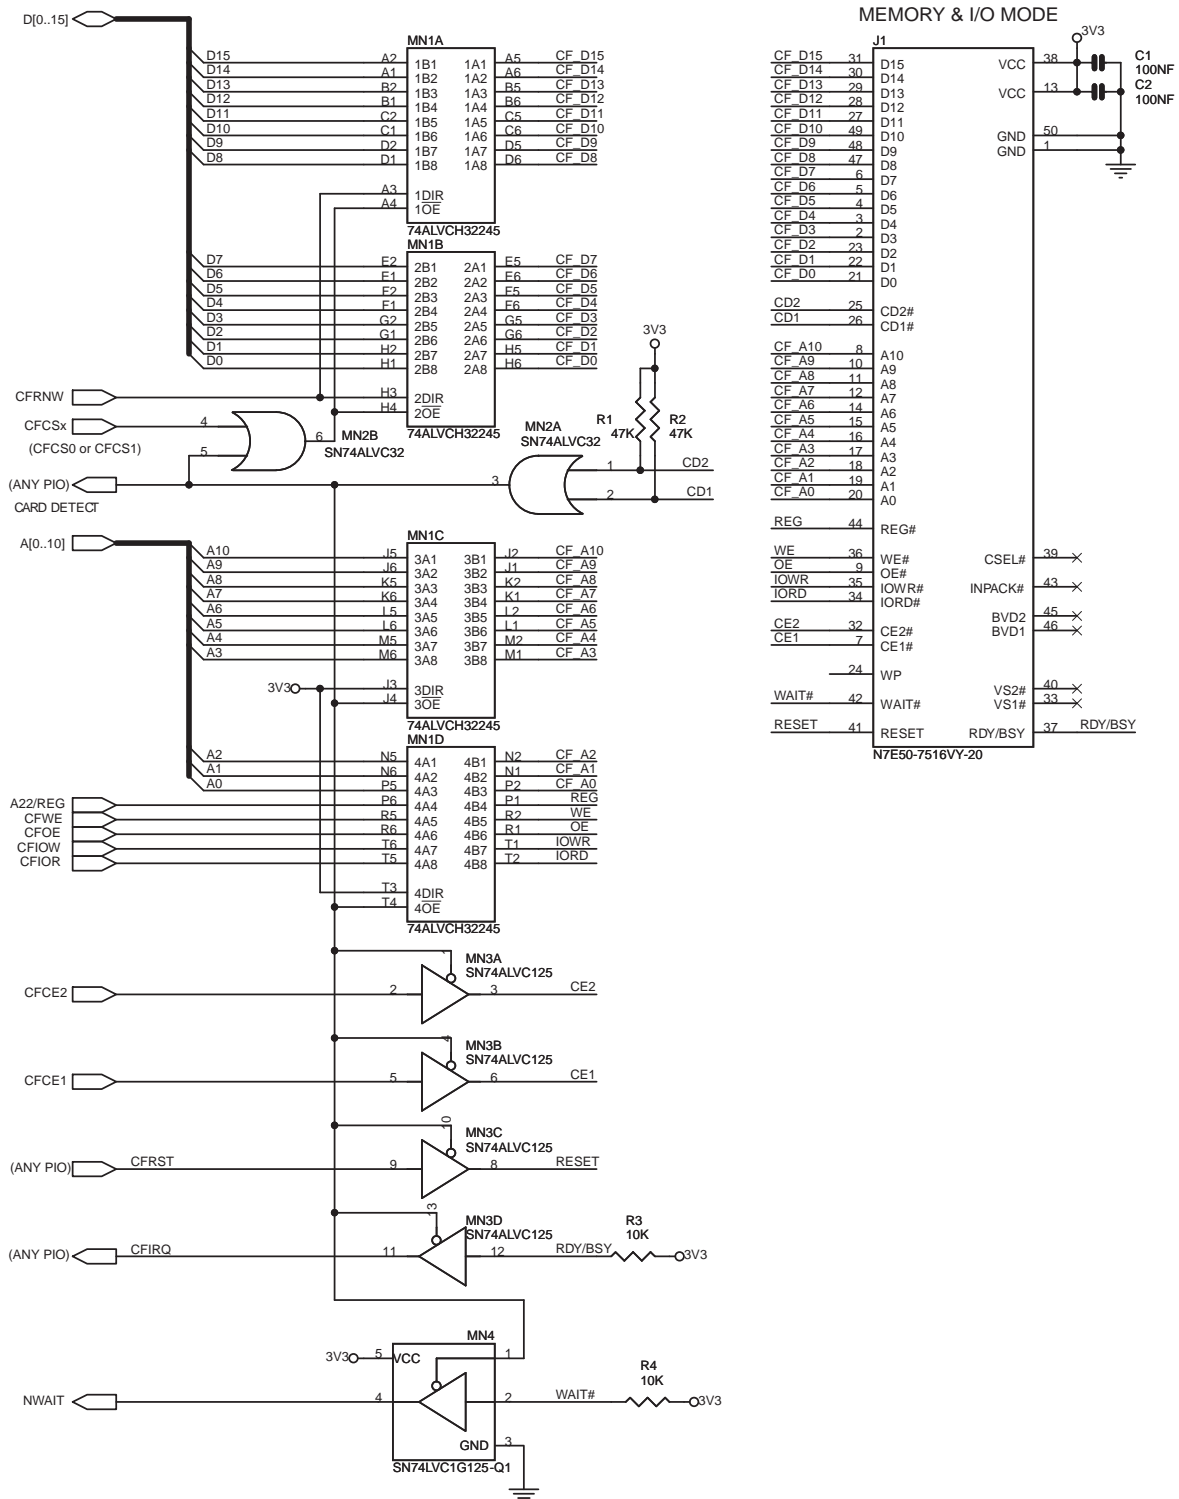 MEMORY & I/O MODE
D[0..15]
MN1A
D15 A2 1B1 1A1 A5 CF_D15
D14 A1 1B2 1A2 A6 CF_D14
D13 B2 1B3 1A3 B5 CF_D13
D12 B1 1B4 1A4 B6 CF_D12
D11 C2 1B5 1A5 C5 CF_D11
D10 C1 1B6 1A6 C6 CF_D10
D9 D2 1B7 1A7 D5 CF_D9
D8 D1 1B8 1A8 D6 CF_D8
A3 1DIR
A4 1OE
74ALVCH32245
MN1B
D7 E2 2B1 2A1 E5 CF_D7
D6 E1 2B2 2A2 E6 CF_D6
D5 F2 2B3 2A3 F5 CF_D5
D4 F1 2B4 2A4 F6 CF_D4
D3 G2 2B5 2A5 G5 CF_D3
D2 G1 2B6 2A6 G6 CF_D2
D1 H2 2B7 2A7 H5 CF_D1
D0 H1 2B8 2A8 H6 CF_D0
CFRNW H3 2DIR
H4 2OE
74ALVCH32245
CFCSx
(CFCS0 or CFCS1)
4
5
6
MN2B
SN74ALVC32
3V3
R1
47K
R2
47K
MN2A
SN74ALVC32
1 CD2
2 CD1
3
(ANY PIO)
CARD DETECT
A[0..10]
MN1C
A10 J5 3A1 3B1 J2 CF_A10
A9 J6 3A2 3B2 J1 CF_A9
A8 K5 3A3 3B3 K2 CF_A8
A7 K6 3A4 3B4 K1 CF_A7
A6 L5 3A5 3B5 L2 CF_A6
A5 L6 3A6 3B6 L1 CF_A5
A4 M5 3A7 3B7 M2 CF_A4
A3 M6 3A8 3B8 M1 CF_A3
3V3 J3 3DIR
J4 3OE
74ALVCH32245
MN1D
A2 N5 4A1 4B1 N2 CF_A2
A1 N6 4A2 4B2 N1 CF_A1
A0 P5 4A3 4B3 P2 CF_A0
A22/REG P6 4A4 4B4 P1 REG
CFWE R5 4A5 4B5 R2 WE
CFOE R6 4A6 4B6 R1 OE
CFIOW T6 4A7 4B7 T1 IOWR
CFIOR T5 4A8 4B8 T2 IORD
T3 4DIR
T4 4OE
74ALVCH32245
MN3A
SN74ALVC125
1
CFCE2 2 3 CE2
MN3B
SN74ALVC125
4
CFCE1 5 6 CE1
MN3C
SN74ALVC125
10
(ANY PIO) CFRST 9 8 RESET
MN3D
SN74ALVC125
13
R3
10K
(ANY PIO) CFIRQ 11 12 RDY/BSY 3V3
MN4
3V3 5 VCC 1
R4
10K
NWAIT 4 2 WAIT# 3V3
GND 3
SN74LVC1G125-Q1
J1
3V3
CF_D15 31 D15 VCC 38
C1
100NF
CF_D14 30 D14
CF_D13 29 D13 VCC 13
C2
100NF
CF_D12 28 D12
CF_D11 27 D11
CF_D10 49 D10 GND 50
CF_D9 48 D9 GND 1
CF_D8 47 D8
CF_D7 6 D7
CF_D6 5 D6
CF_D5 4 D5
CF_D4 3 D4
CF_D3 2 D3
CF_D2 23 D2
CF_D1 22 D1
CF_D0 21 D0
CD2 25 CD2#
CD1 26 CD1#
CF_A10 8 A10
CF_A9 10 A9
CF_A8 11 A8
CF_A7 12 A7
CF_A6 14 A6
CF_A5 15 A5
CF_A4 16 A4
CF_A3 17 A3
CF_A2 18 A2
CF_A1 19 A1
CF_A0 20 A0
REG 44 REG#
WE 36 WE# CSEL# 39
OE 9 OE#
IOWR 35 IOWR# INPACK# 43
IORD 34 IORD#
BVD2 45
CE2 32 CE2# BVD1 46
CE1 7 CE1#
24 WP
VS2# 40
WAIT# 42 WAIT# VS1# 33
RESET 41 RESET RDY/BSY 37 RDY/BSY
N7E50-7516VY-20